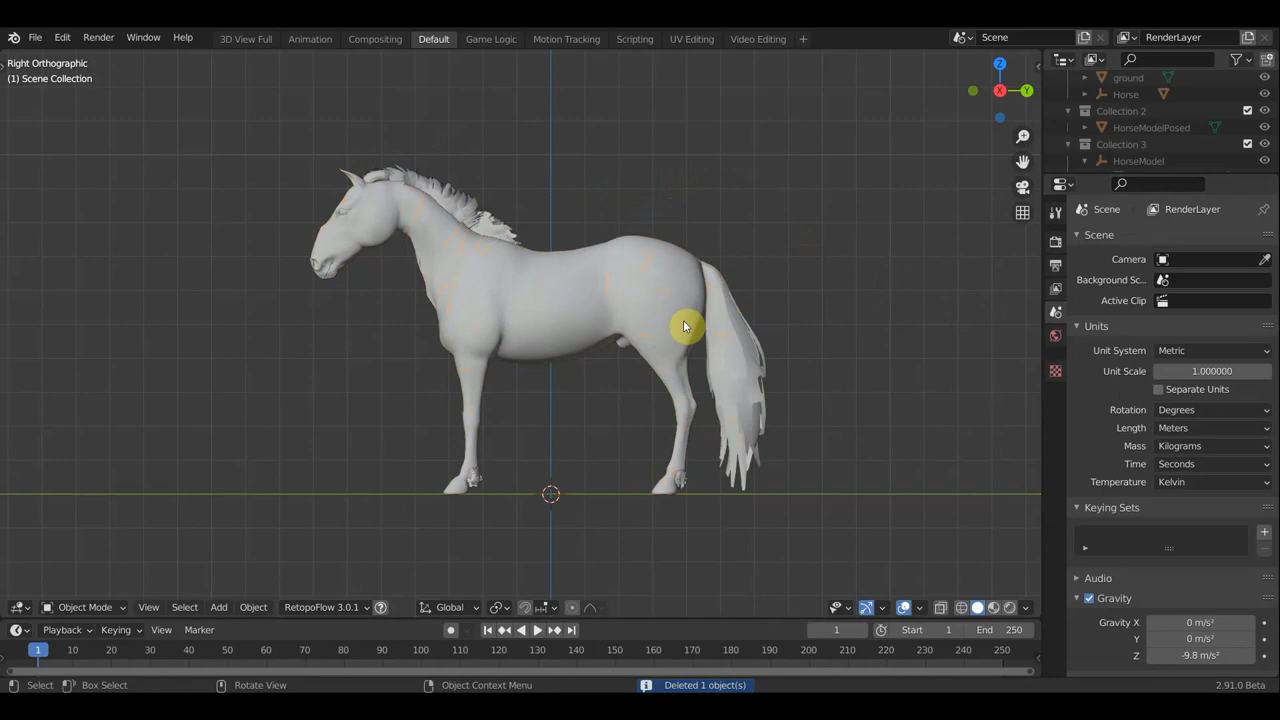 File Edit Render Window Help 3D View Full Animation Compositing Default Game Logic Motion Tracking Scripting UV Editing Video Editing + Scene RenderLayer
Right Orthographic
(1) Scene Collection
Z
X Y
ground
Horse
Collection 2
HorseModelPosed
Collection 3
HorseModel
Scene RenderLayer
Scene
Camera
Background Sc...
Active Clip
Units
Unit System Metric
Unit Scale 1.000000
Separate Units
Rotation Degrees
Length Meters
Mass Kilograms
Time Seconds
Temperature Kelvin
Keying Sets
Audio
Gravity
Gravity X 0 m/s²
Y 0 m/s²
Z -9.8 m/s²
Object Mode View Select Add Object RetopoFlow 3.0.1 Global
Playback Keying View Marker 1 Start 1 End 250
1 10 20 30 40 50 60 70 80 90 100 110 120 130 140 150 160 170 180 190 200 210 220 230 240 250
Select Box Select Rotate View Object Context Menu Deleted 1 object(s) 2.91.0 Beta